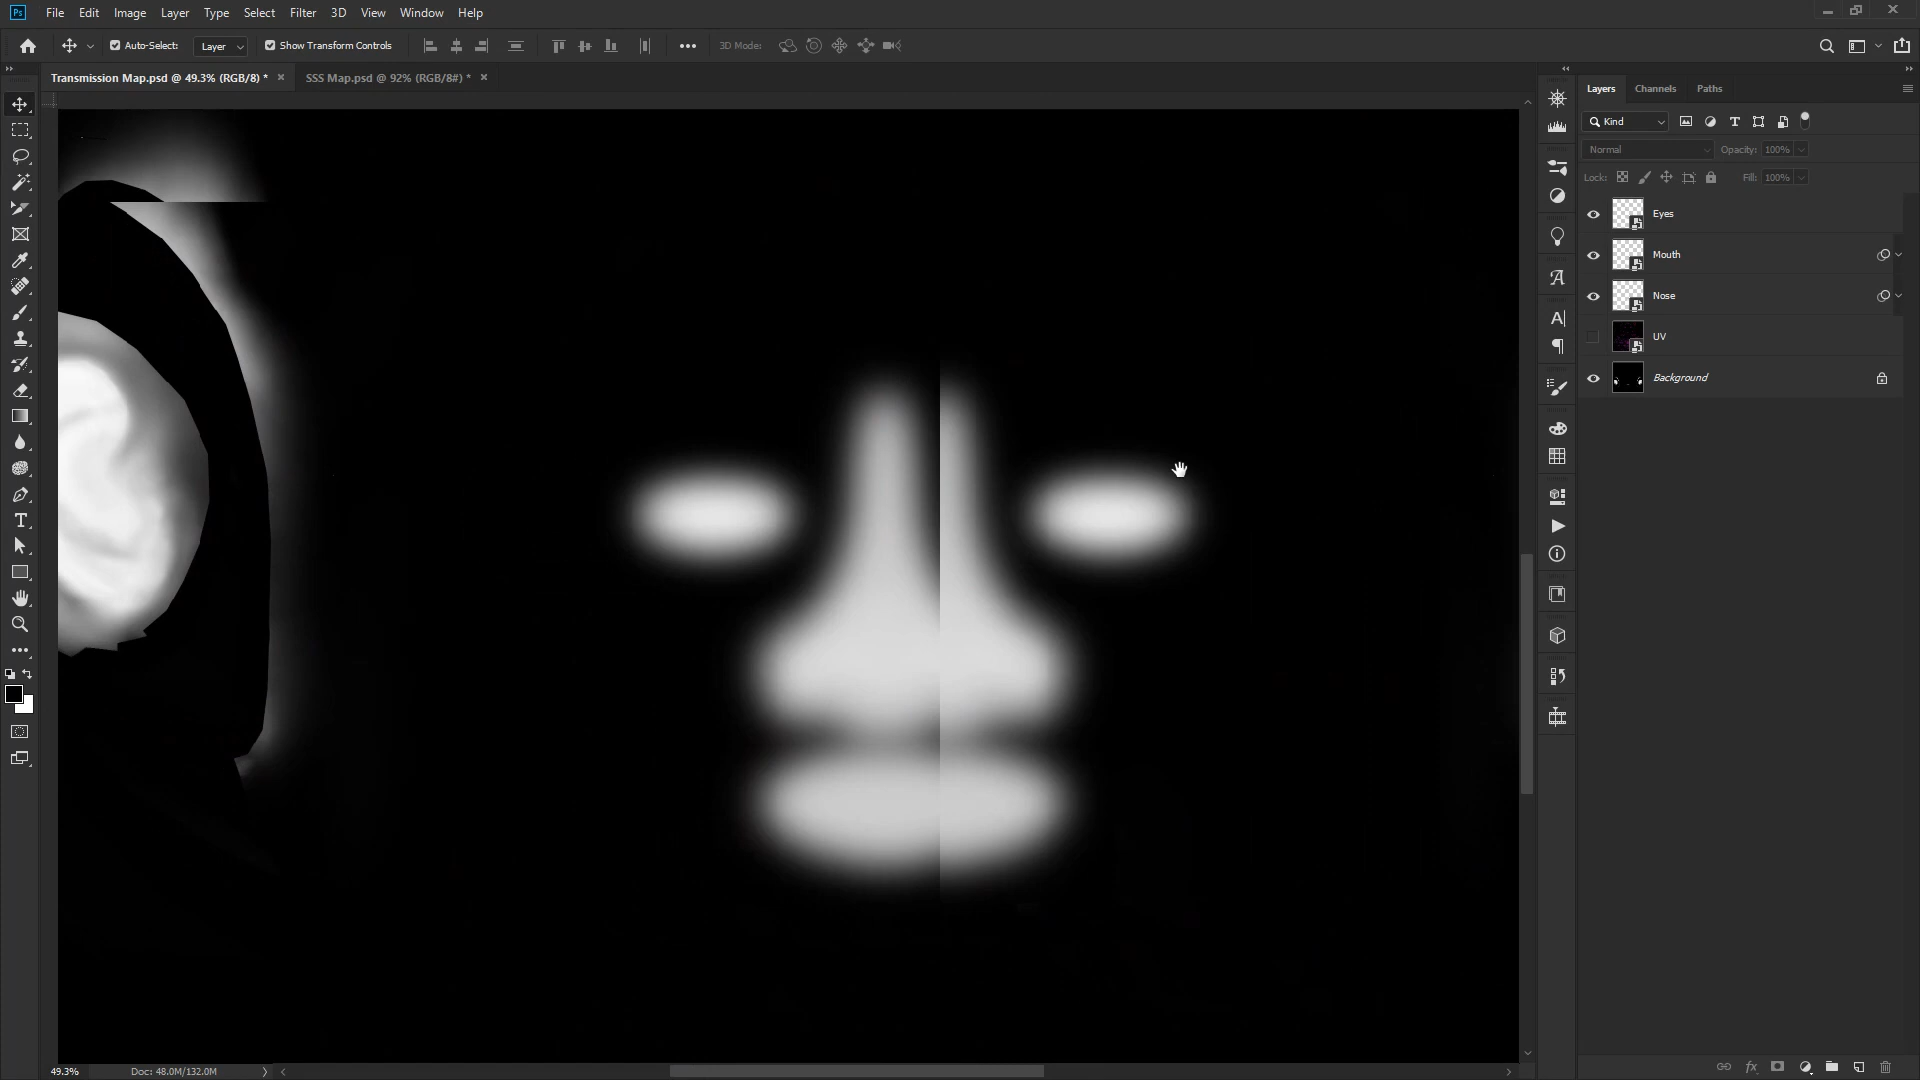 Ps File Edit Image Layer Type Select Filter 3D View Window Help
Auto-Select: Layer Show Transform Controls 3D Mode:
Transmission Map.psd @ 49.3% (RGB/8) * SSS Map.psd @ 92% (RGB/8#) *
Layers Channels Paths
Kind
Normal Opacity: 100%
Lock: Fill: 100%
Eyes
Mouth
Nose
UV
Background
49.3% Doc: 48.0M/132.0M